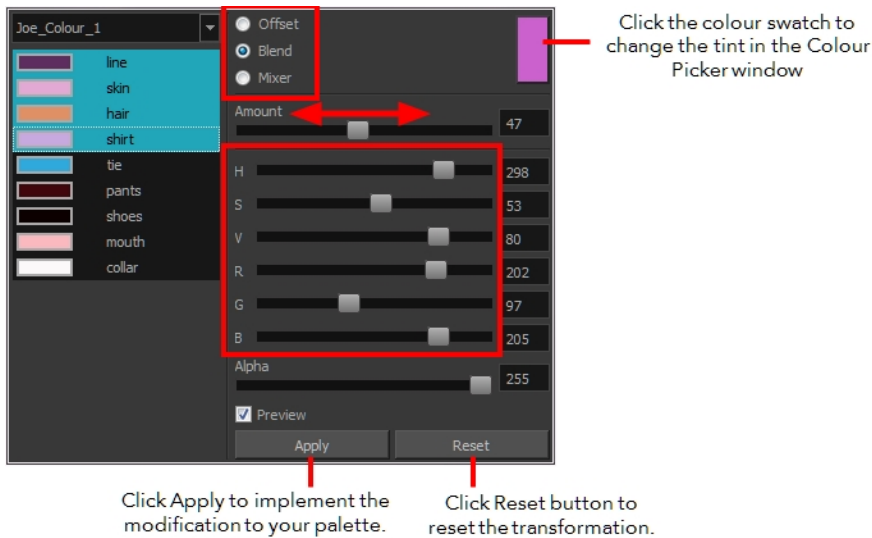 Joe_Colour_1
line
skin
hair
shirt
tie
pants
shoes
mouth
collar
Offset
Blend
Mixer
Amount
47
H
298
S
53
V
80
R
202
G
97
B
205
Alpha
255
Preview
Apply
Reset
Click the colour swatch to
change the tint in the Colour
Picker window
Click Apply to implement the
modification to your palette.
Click Reset button to
reset the transformation.